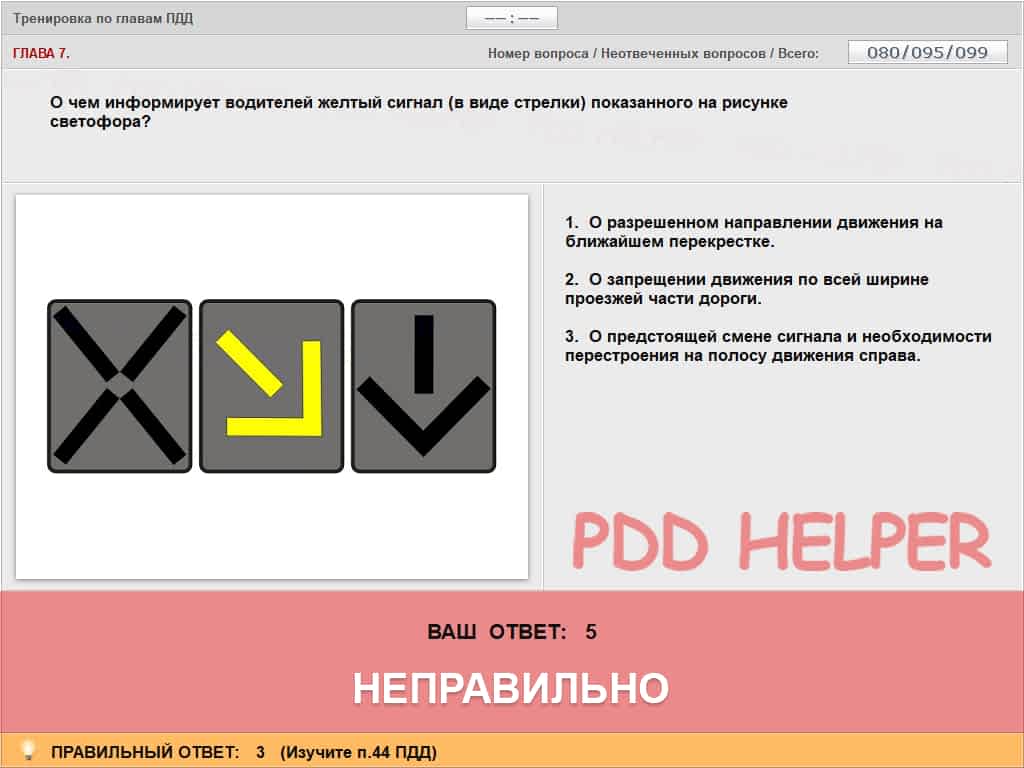 Тренировка по главам ПДД
—— : ——
ГЛАВА 7.
Номер вопроса / Неотвеченных вопросов / Всего:
080/095/099
О чем информирует водителей желтый сигнал (в виде стрелки) показанного на рисунке
светофора?
1. О разрешенном направлении движения на
ближайшем перекрестке.
2. О запрещении движения по всей ширине
проезжей части дороги.
3. О предстоящей смене сигнала и необходимости
перестроения на полосу движения справа.
PDD HELPER
ВАШ ОТВЕТ: 5
НЕПРАВИЛЬНО
ПРАВИЛЬНЫЙ ОТВЕТ: 3 (Изучите п.44 ПДД)